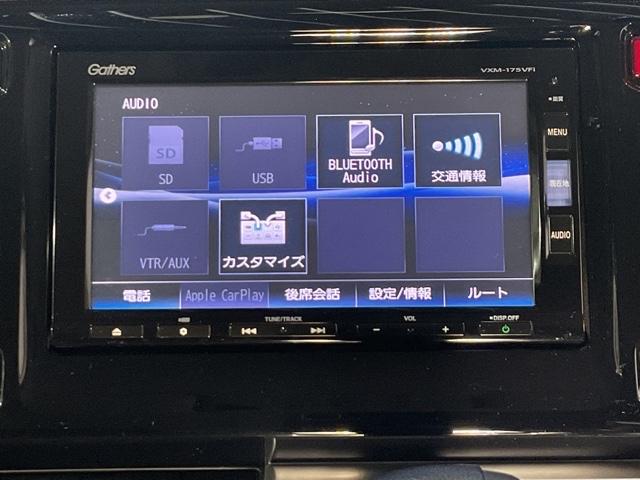 Gathers
VXM-175VFi
AUDIO
SD
SD
USB
BLUETOOTH
Audio
交通情報
VTR/AUX
カスタマイズ
電話
Apple CarPlay
後席会話
設定/情報
ルート
MENU
現在地
AUDIO
TUNE/TRACK
VOL
DISP.OFF